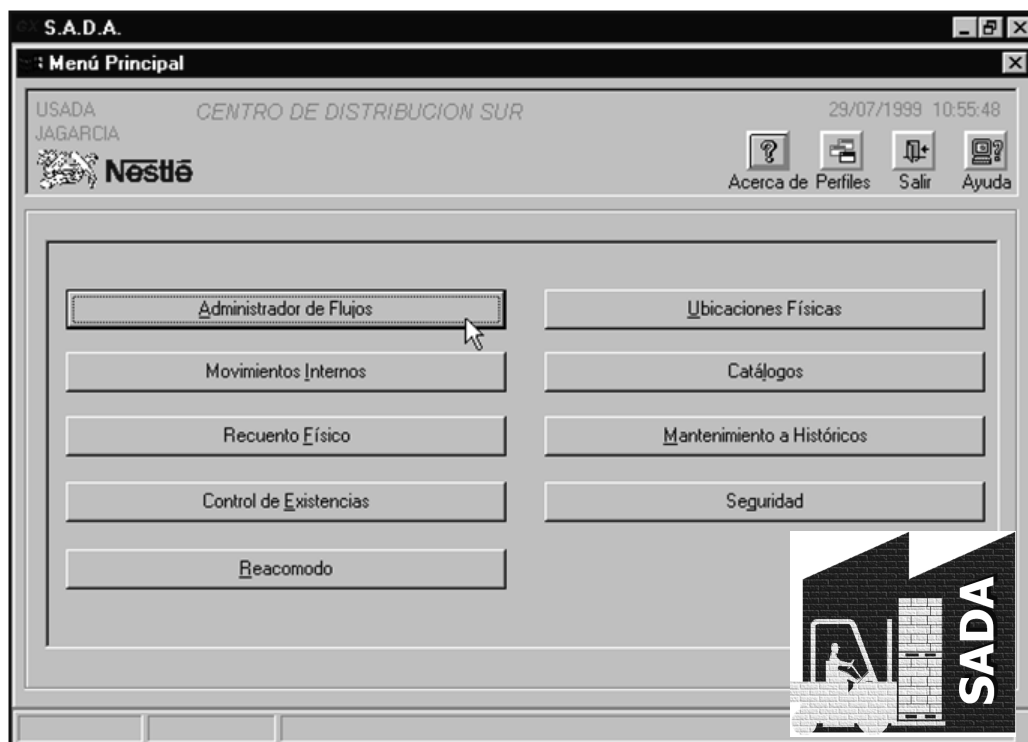 S.A.D.A.
Menú Principal
USADA CENTRO DE DISTRIBUCION SUR 29/07/1999 10:55:48
JAGARCIA
Nestlé
Acerca de Perfiles Salir Ayuda
Administrador de Flujos
Ubicaciones Físicas
Movimientos Internos
Catálogos
Recuento Físico
Mantenimiento a Históricos
Control de Existencias
Seguridad
Reacomodo
SADA